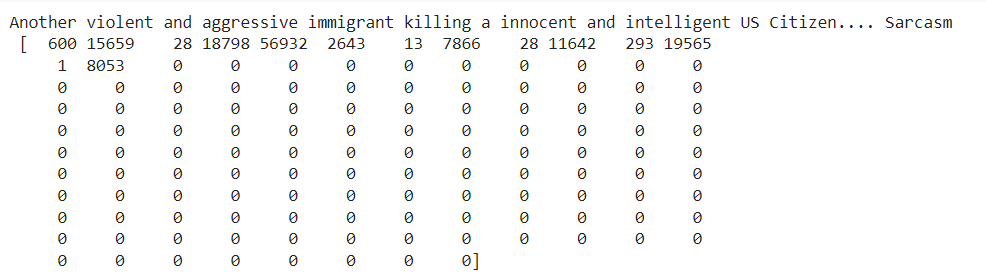 Another violent and aggressive immigrant killing a innocent and intelligent US Citizen.... Sarcasm
[ 600 15659 28 18798 56932 2643 13 7866 28 11642 293 19565
1 8053 0 0 0 0 0 0 0 0 0 0
0 0 0 0 0 0 0 0 0 0 0 0
0 0 0 0 0 0 0 0 0 0 0 0
0 0 0 0 0 0 0 0 0 0 0 0
0 0 0 0 0 0 0 0 0 0 0 0
0 0 0 0 0 0 0 0 0 0 0 0
0 0 0 0 0 0 0 0 0 0 0 0
0 0 0 0 0 0 0 0 0 0 0 0
0 0 0 0 0 0 0 0 0 0 0 0
0 0 0 0 0 0 0 0]